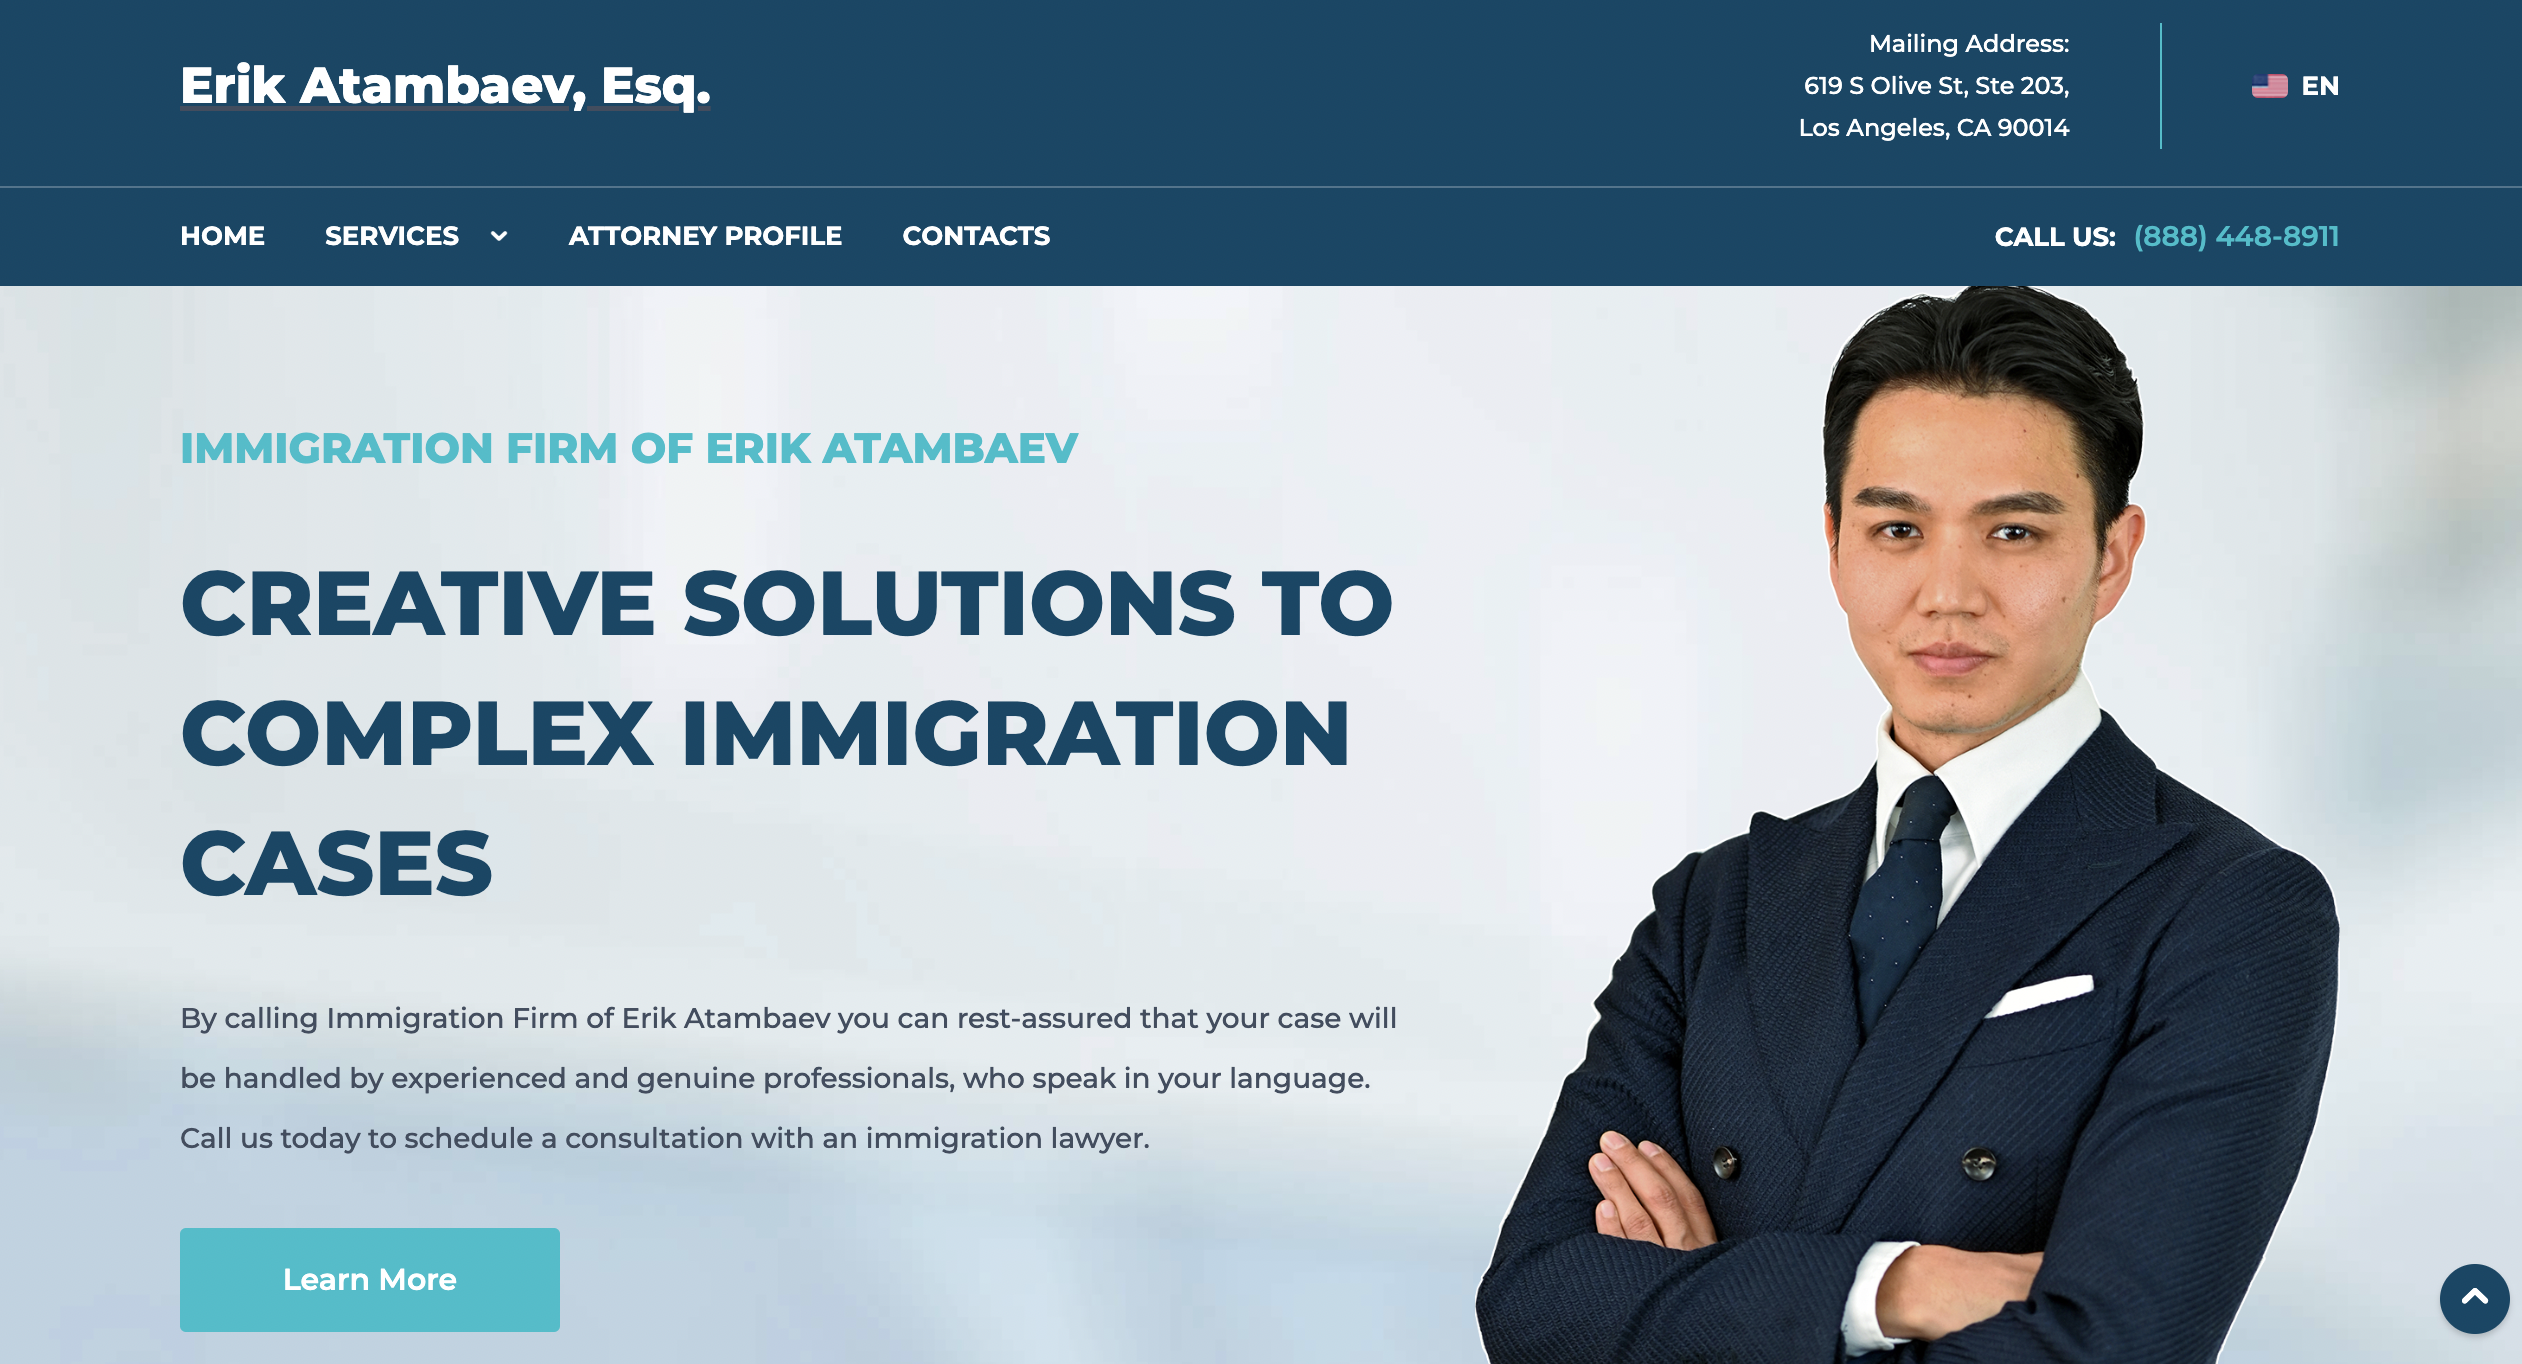 Erik Atambaev, Esq.
Mailing Address:
619 S Olive St, Ste 203,
Los Angeles, CA 90014
EN
HOME SERVICES ATTORNEY PROFILE CONTACTS
CALL US: (888) 448-8911
IMMIGRATION FIRM OF ERIK ATAMBAEV
CREATIVE SOLUTIONS TO
COMPLEX IMMIGRATION
CASES
By calling Immigration Firm of Erik Atambaev you can rest-assured that your case will
be handled by experienced and genuine professionals, who speak in your language.
Call us today to schedule a consultation with an immigration lawyer.
Learn More